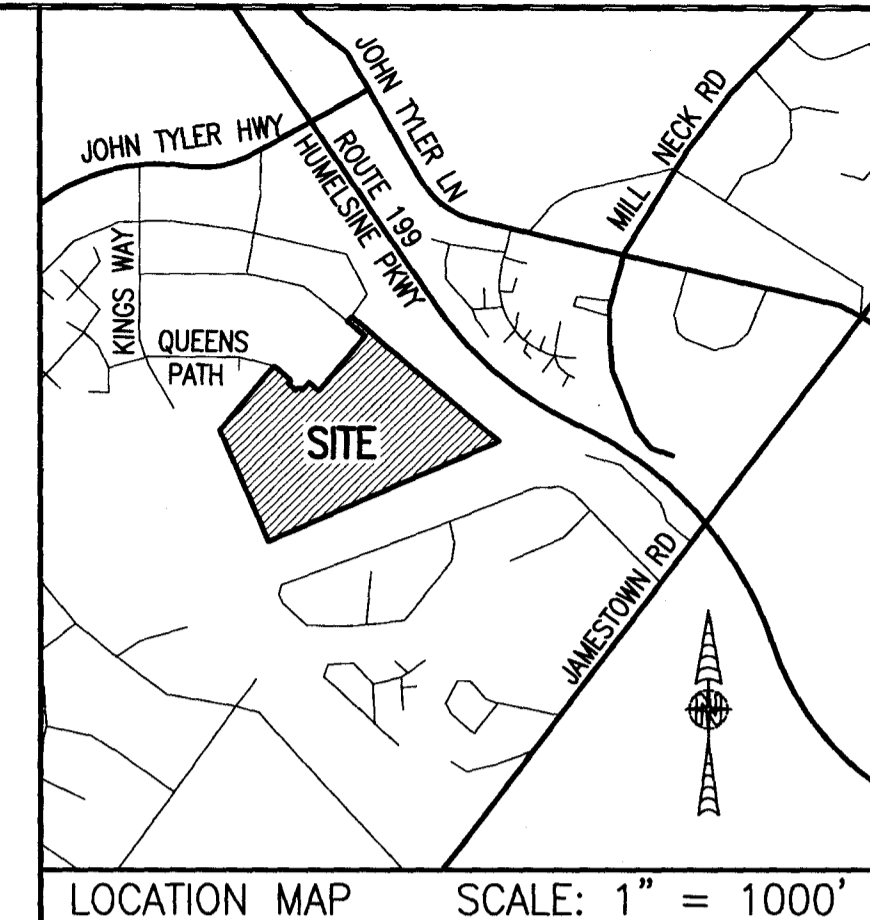 JOHN TYLER HWY
JOHN TYLER LN
ROUTE 199
HUMELSINE PKWY
MILL NECK RD
KINGS WAY
QUEENS
PATH
SITE
JAMESTOWN RD
N
LOCATION MAP SCALE: 1" = 1000'